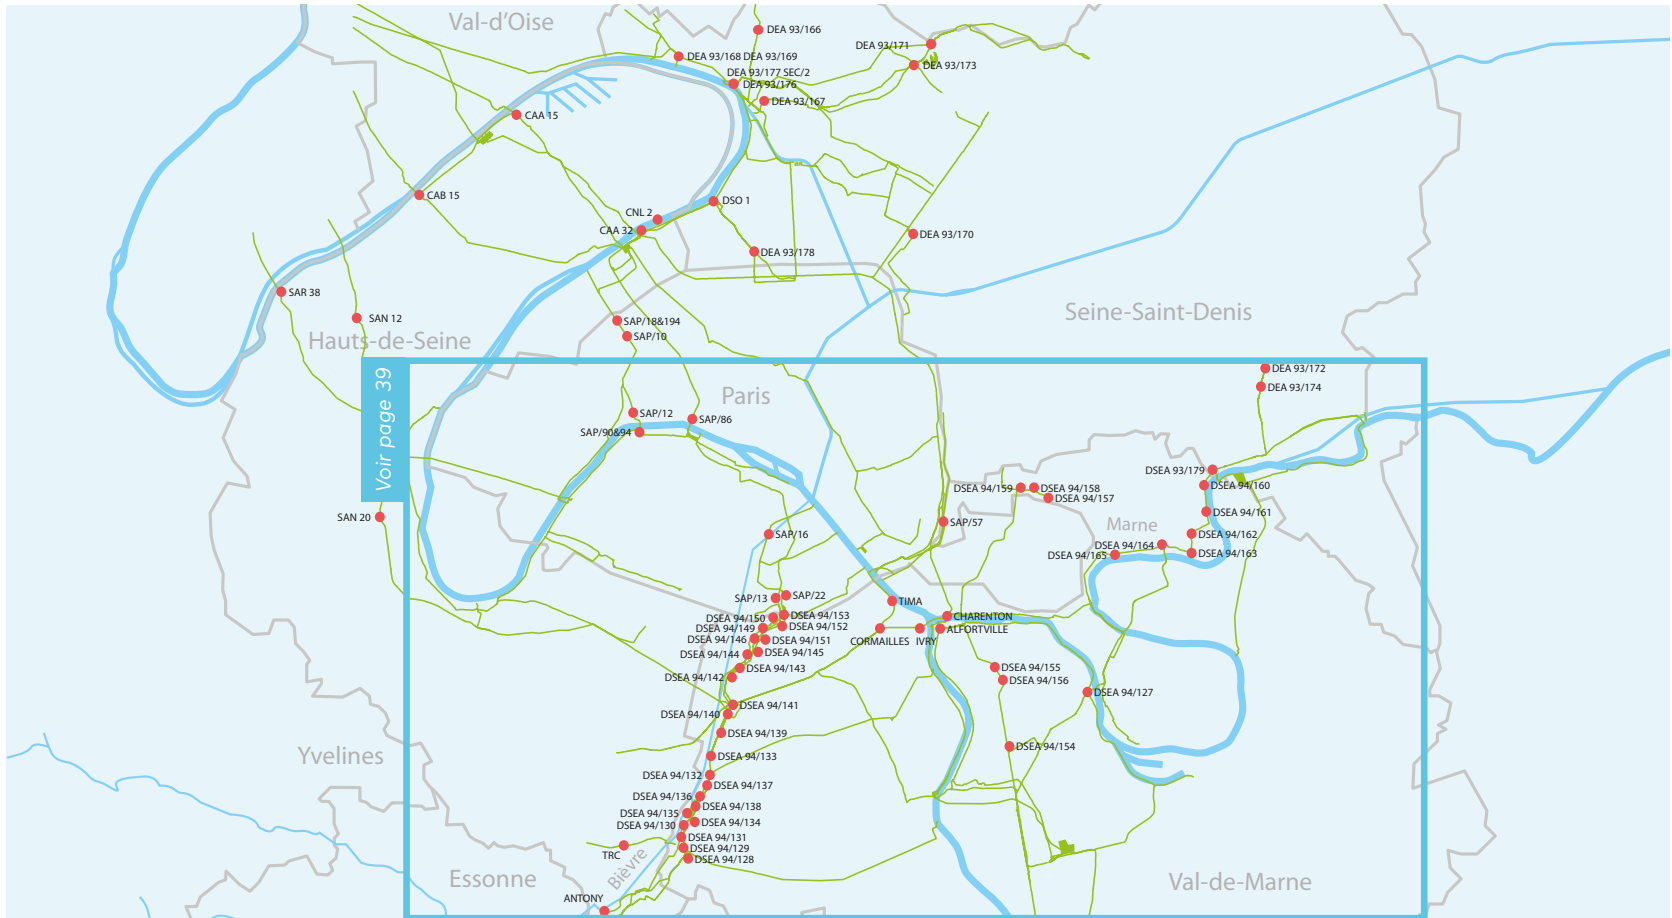 Val-d'Oise
DEA 93/166
DEA 93/171
DEA 93/168 DEA 93/169
DEA 93/173
DEA 93/177 SEC/2
DEA 93/176
DEA 93/167
CAA 15
CAB 15
DSO 1
CNL 2
CAA 32
DEA 93/170
DEA 93/178
SAR 38
SAN 12
Seine-Saint-Denis
SAP/18&194
SAP/10
Hauts-de-Seine
Voir page 39
DEA 93/172
DEA 93/174
Paris
SAP/12
SAP/86
SAP/90&94
DSEA 93/179
DSEA 94/160
DSEA 94/159
DSEA 94/158
DSEA 94/157
SAN 20
SAP/57
DSEA 94/161
Marne
SAP/16
DSEA 94/162
DSEA 94/164
DSEA 94/163
DSEA 94/165
SAP/13
SAP/22
TIMA
DSEA 94/150
DSEA 94/153
CHARENTON
DSEA 94/149
DSEA 94/152
CORMAILLES
IVRY
ALFORTVILLE
DSEA 94/146
DSEA 94/151
DSEA 94/144
DSEA 94/145
DSEA 94/143
DSEA 94/155
DSEA 94/142
DSEA 94/156
DSEA 94/127
DSEA 94/141
DSEA 94/140
DSEA 94/139
DSEA 94/154
Yvelines
DSEA 94/133
DSEA 94/132
DSEA 94/137
DSEA 94/136
DSEA 94/138
DSEA 94/135
DSEA 94/134
DSEA 94/130
DSEA 94/131
DSEA 94/129
TRC
DSEA 94/128
Bièvre
Essonne
Val-de-Marne
ANTONY